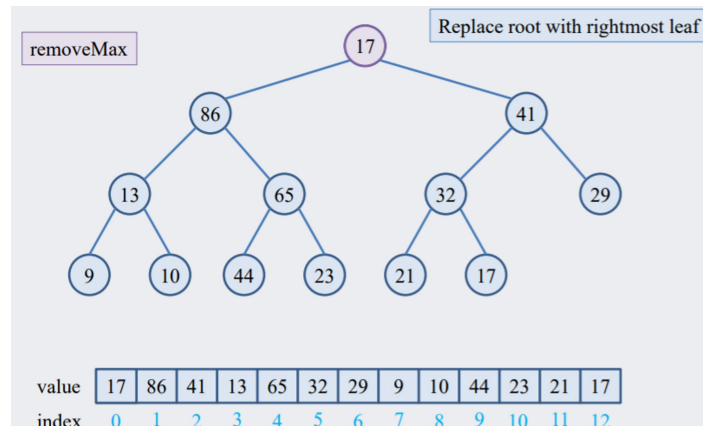 removeMax
Replace root with rightmost leaf
17
86 41
13 65 32 29
9 10 44 23 21 17
value 17 86 41 13 65 32 29 9 10 44 23 21 17
index 0 1 2 3 4 5 6 7 8 9 10 11 12